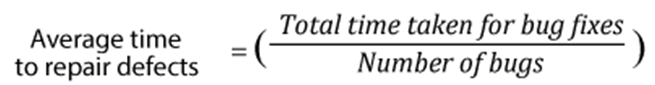 Average time
to repair defects
= ( Total time taken for bug fixes
Number of bugs )